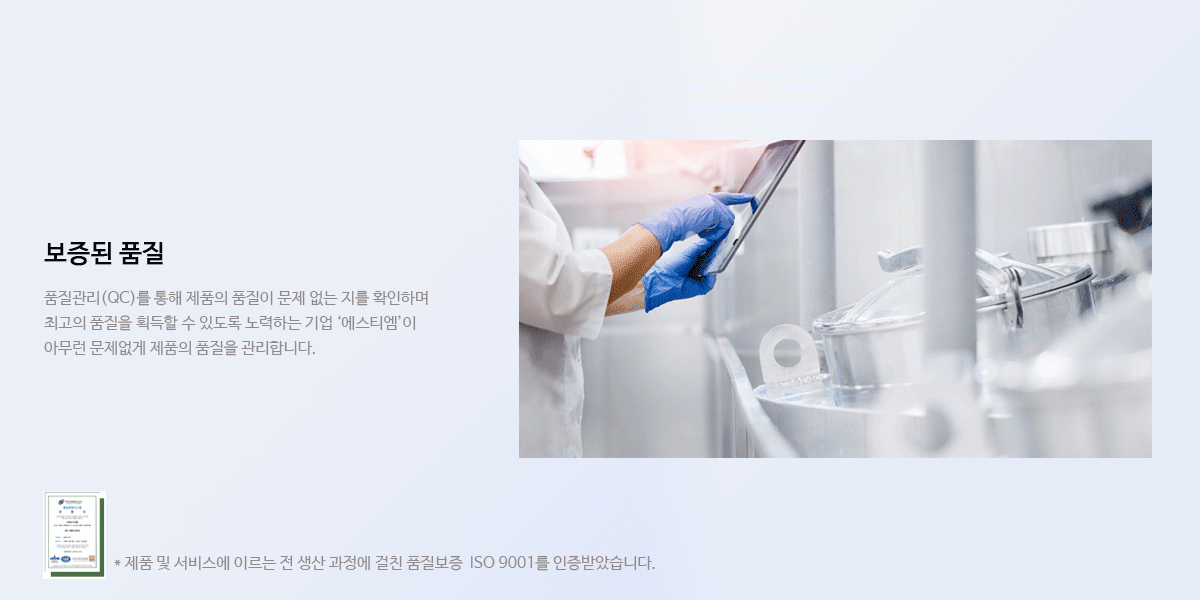 보증된 품질
품질관리(QC)를 통해 제품의 품질이 문제 없는 지를 확인하며
최고의 품질을 획득할 수 있도록 노력하는 기업 ‘에스티엠’이
아무런 문제없게 제품의 품질을 관리합니다.
* 제품 및 서비스에 이르는 전 생산 과정에 걸친 품질보증  ISO 9001를 인증받았습니다.